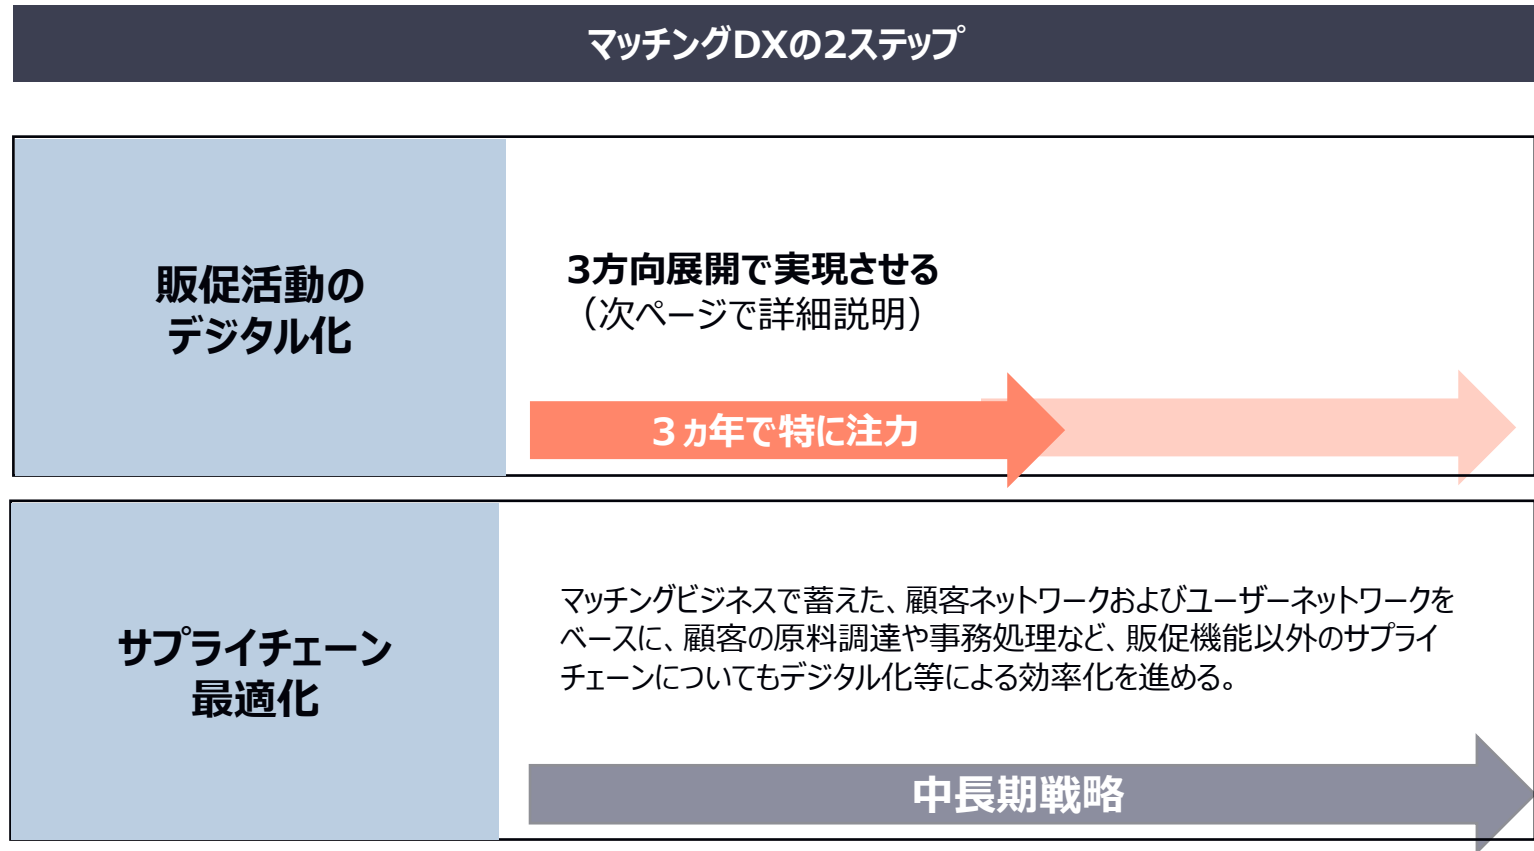 マッチングDXの2ステップ
販促活動の
デジタル化
3方向展開で実現させる
（次ページで詳細説明）
３ヵ年で特に注力
サプライチェーン
最適化
マッチングビジネスで蓄えた、顧客ネットワークおよびユーザーネットワークを
ベースに、顧客の原料調達や事務処理など、販促機能以外のサプライ
チェーンについてもデジタル化等による効率化を進める。
中長期戦略